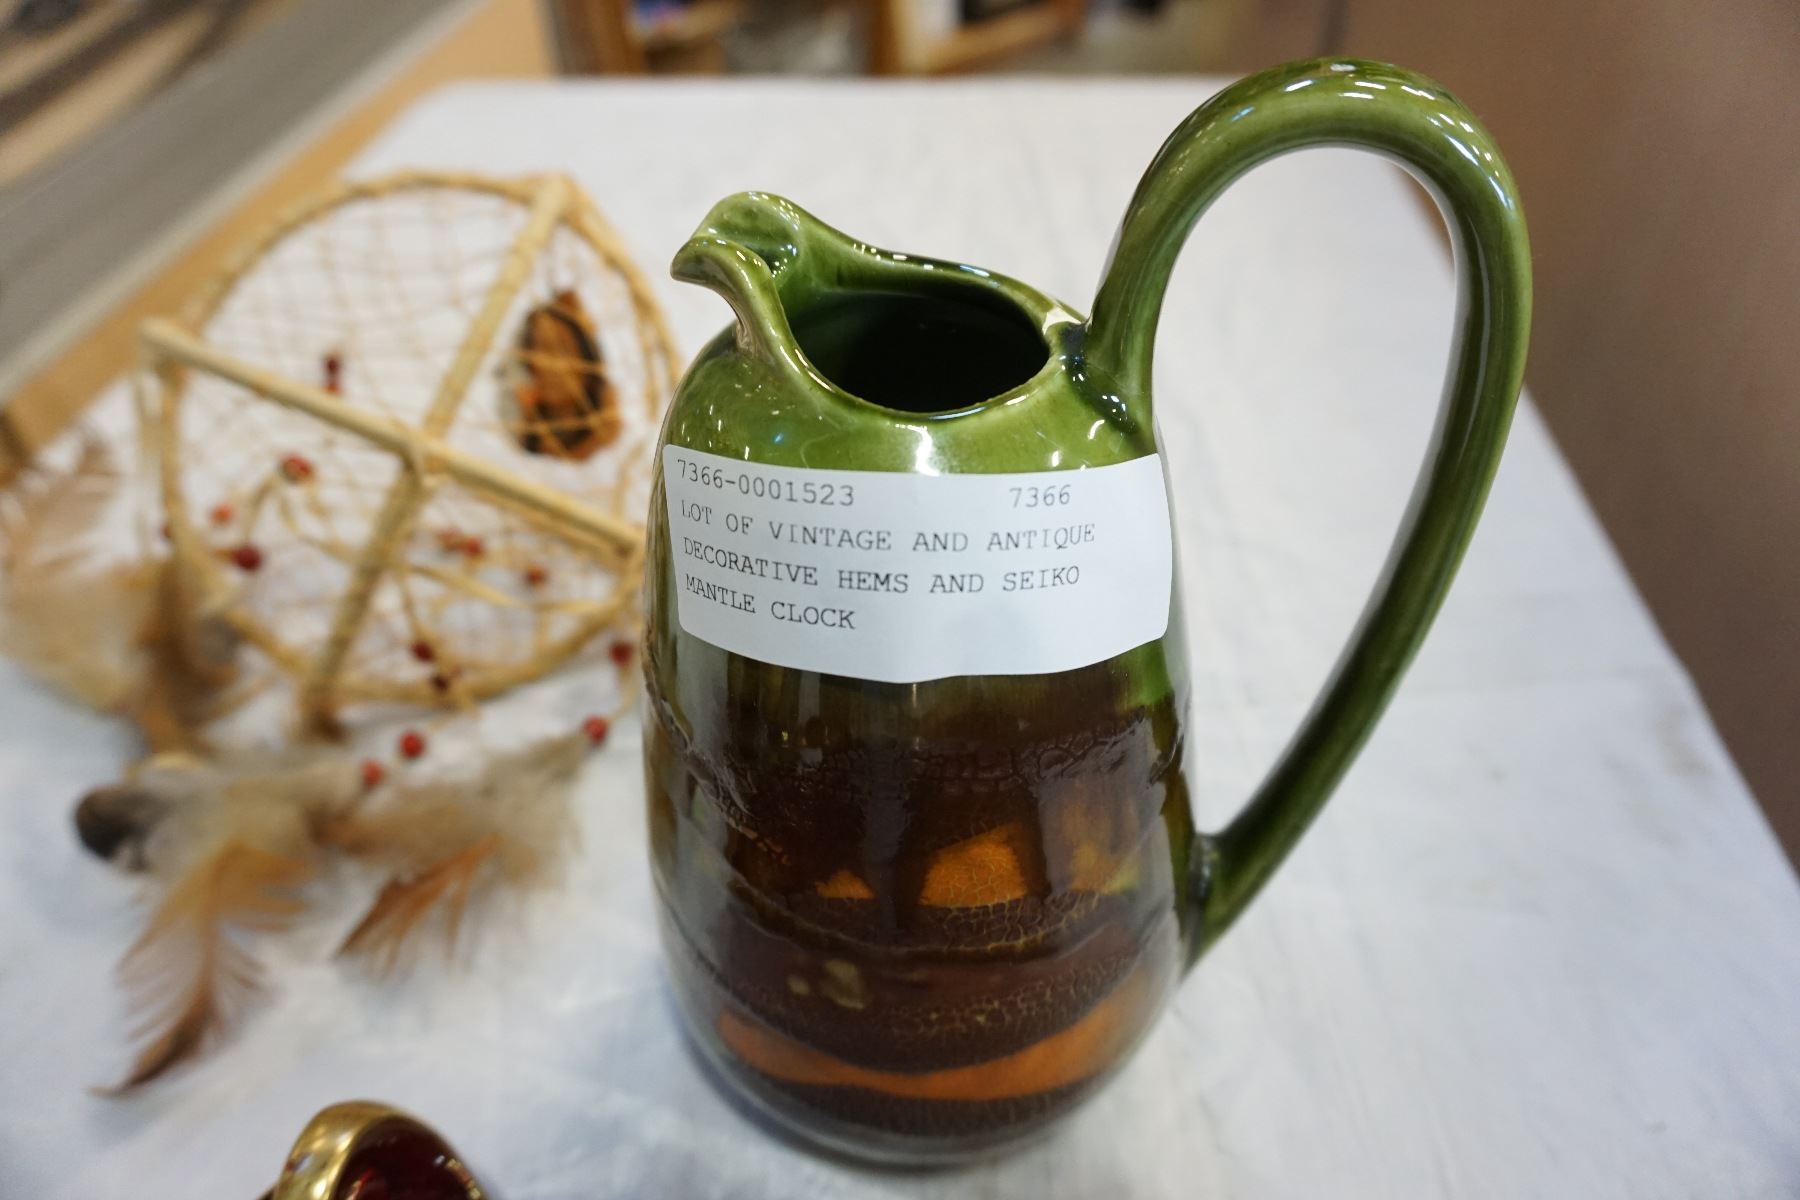 7366-0001523 7366
LOT OF VINTAGE AND ANTIQUE
DECORATIVE HEMS AND SEIKO
MANTLE CLOCK